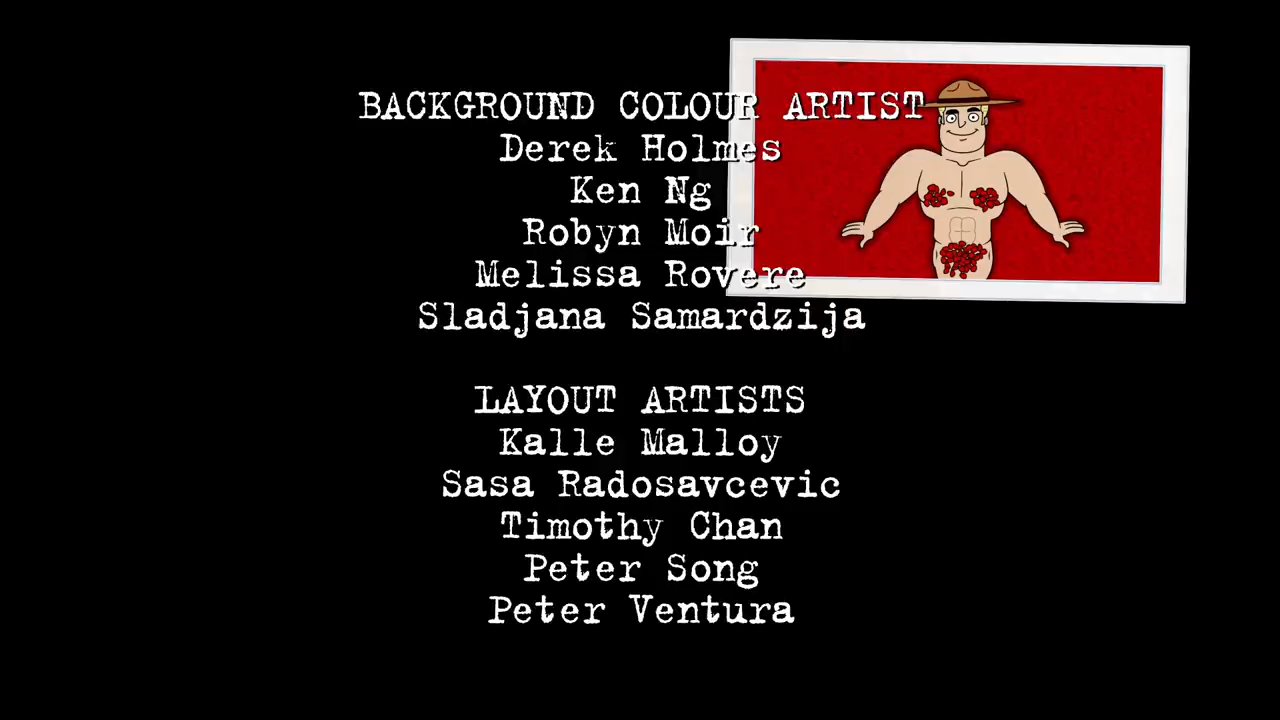 BACKGROUND COLOUR ARTIST
Derek Holmes
Ken Ng
Robyn Moir
Melissa Rovere
Sladjana Samardzija
LAYOUT ARTISTS
Kalle Malloy
Sasa Radosavcevic
Timothy Chan
Peter Song
Peter Ventura